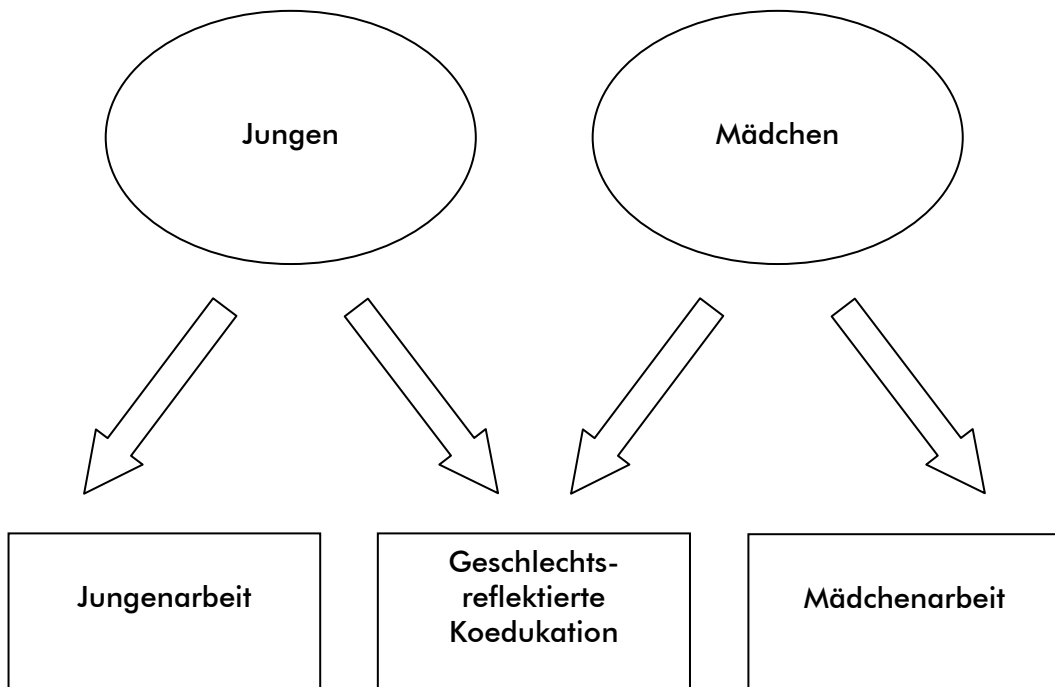 Jungen
Mädchen
Jungenarbeit
Geschlechts-
reflektierte
Koedukation
Mädchenarbeit